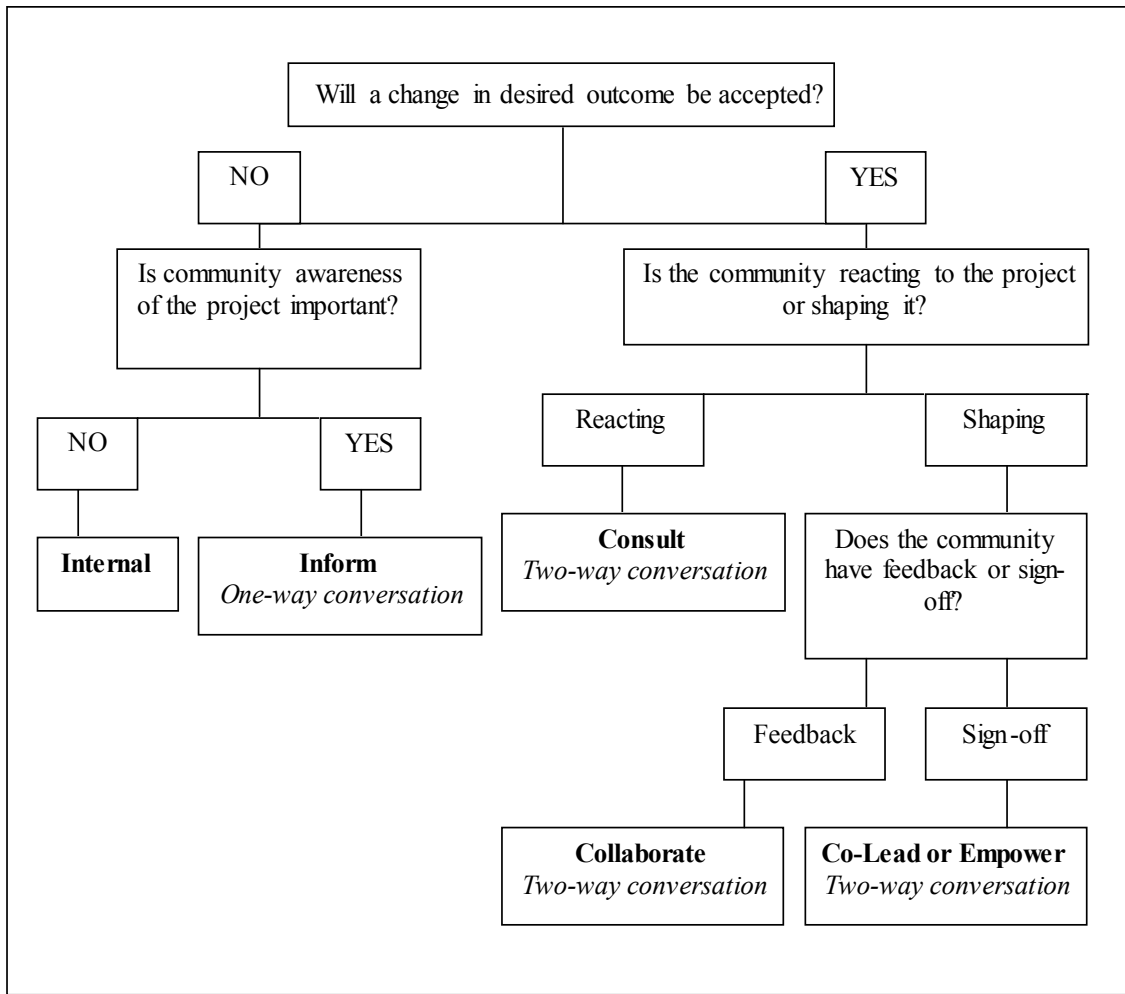 Will a change in desired outcome be accepted?
NO
YES
Is community awareness
of the project important?
Is the community reacting to the project
or shaping it?
NO
YES
Reacting
Shaping
Internal
Inform
One-way conversation
Consult
Two-way conversation
Does the community
have feedback or sign-
off?
Feedback
Sign-off
Collaborate
Two-way conversation
Co-Lead or Empower
Two-way conversation